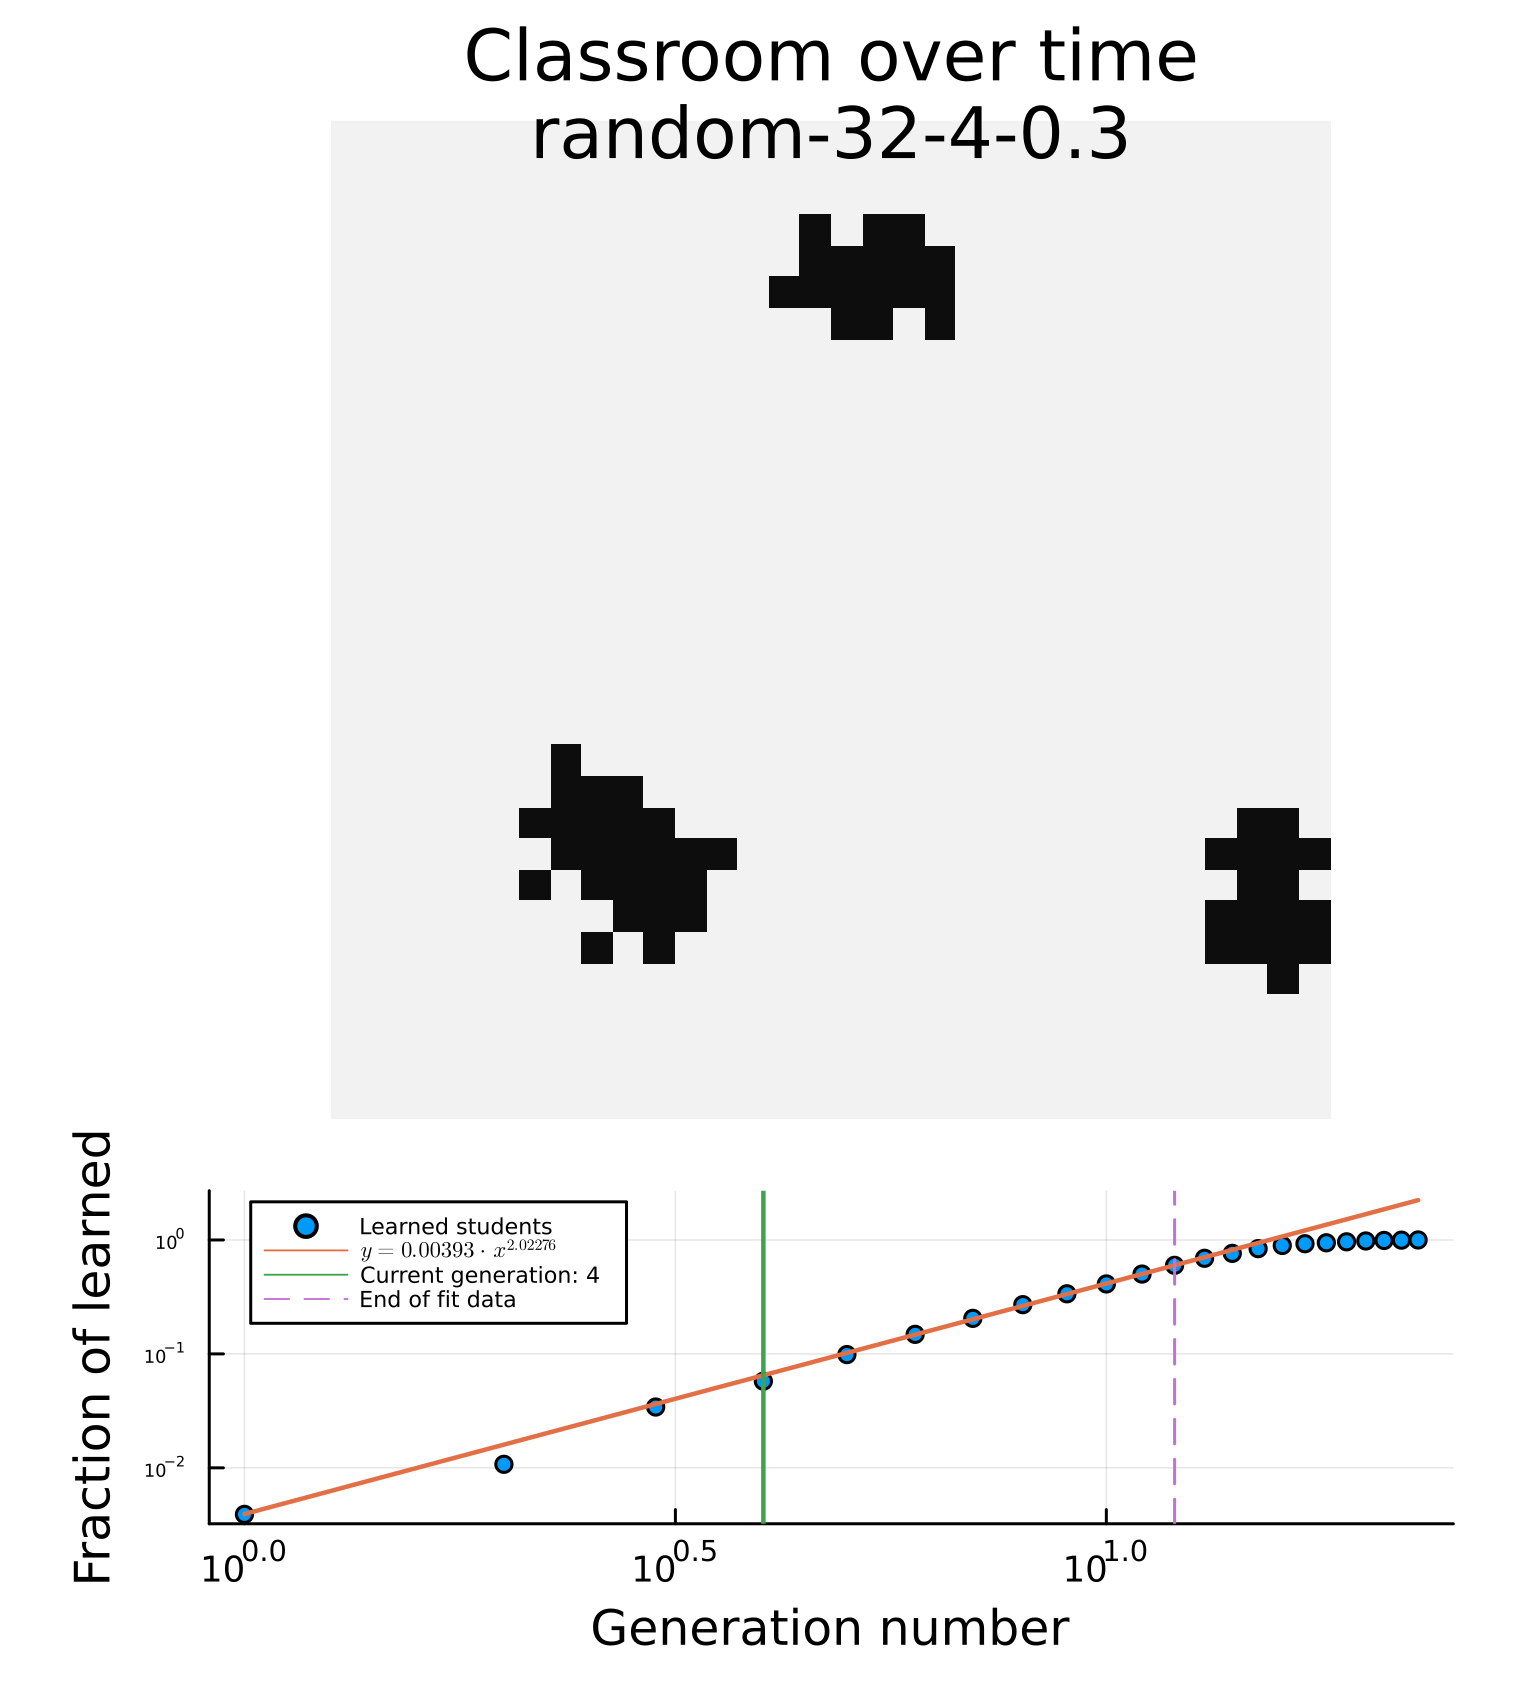 Classroom over time
random-32-4-0.3
Fraction of learned
10⁰
10⁻¹
10⁻²
Learned students
y = 0.00393 · x^2.02276
Current generation: 4
End of fit data
10^0.0
10^0.5
10^1.0
Generation number